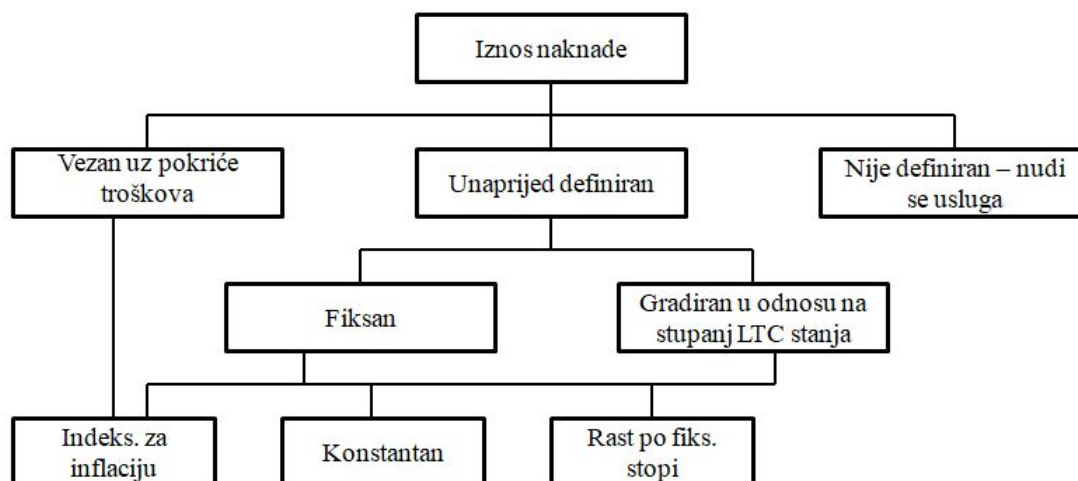 Iznos naknade
Vezan uz pokriće
troškova
Unaprijed definiran
Nije definiran – nudi
se usluga
Fiksan
Gradiran u odnosu na
stupanj LTC stanja
Indeks. za
inflaciju
Konstantan
Rast po fiks.
stopi